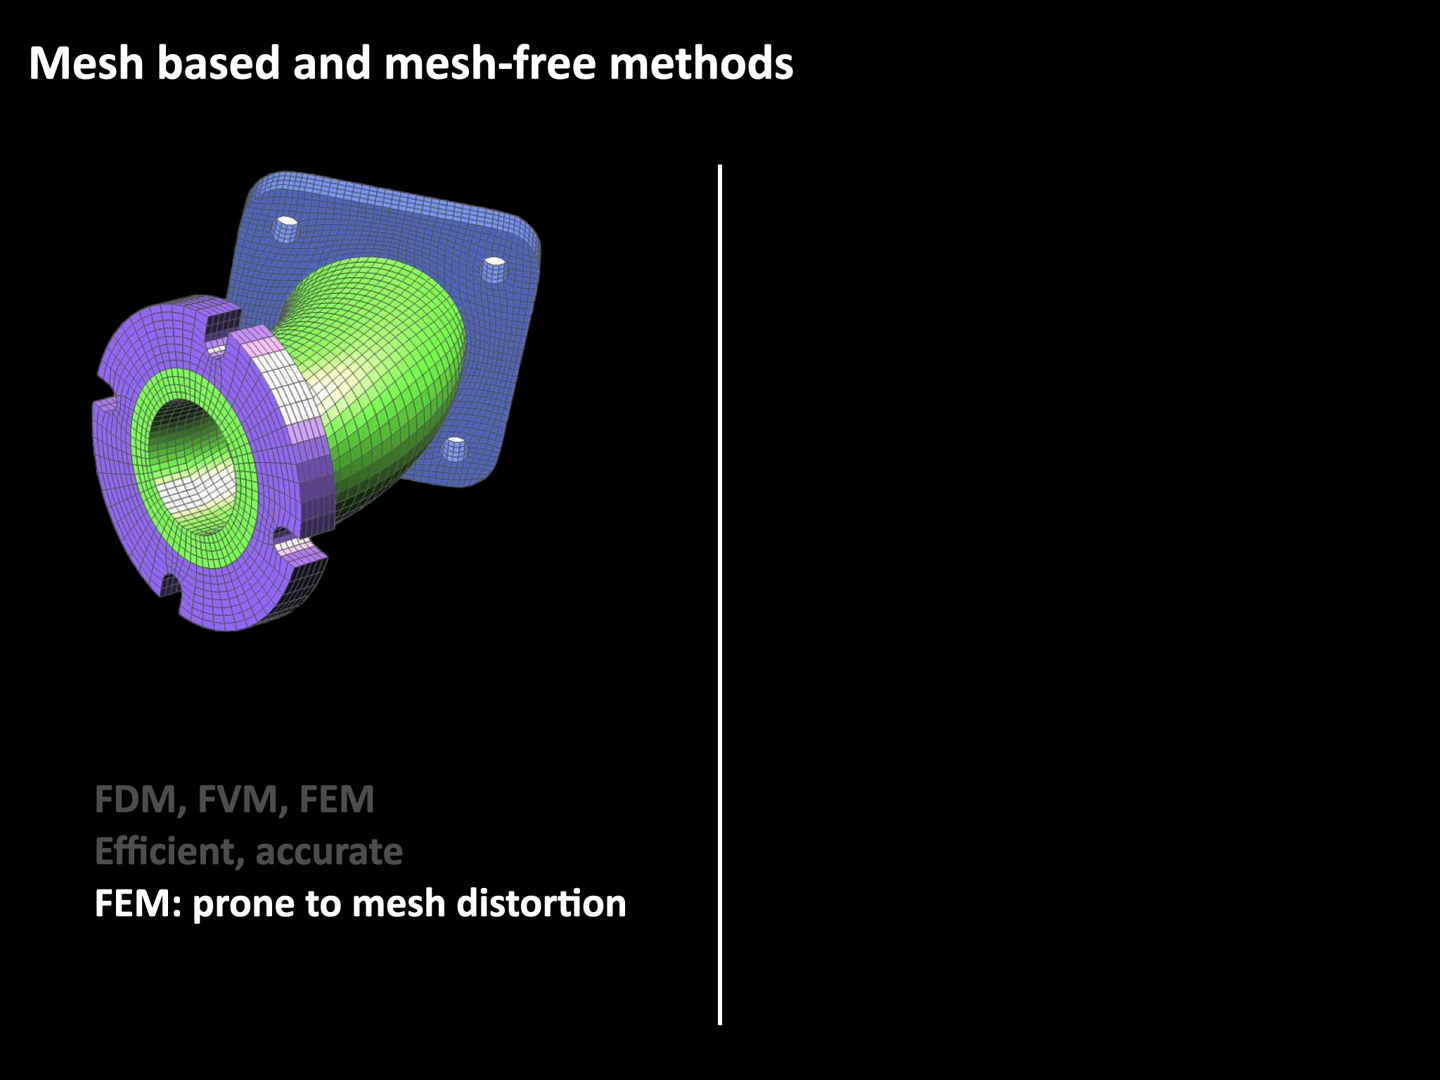 Mesh based and mesh-free methods
FDM, FVM, FEM
Efficient, accurate
FEM: prone to mesh distortion